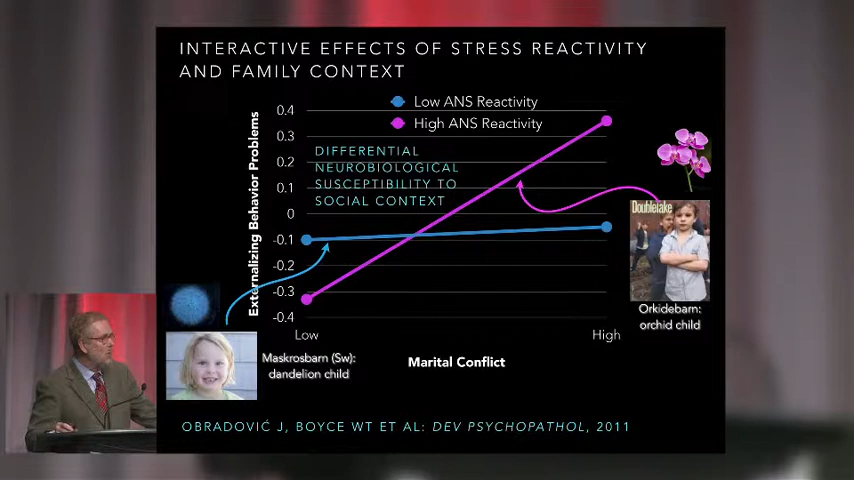 INTERACTIVE EFFECTS OF STRESS REACTIVITY
AND FAMILY CONTEXT
Low ANS Reactivity
High ANS Reactivity
Externalizing Behavior Problems
0.4
0.3
0.2
0.1
0
-0.1
-0.2
-0.3
-0.4
DIFFERENTIAL
NEUROBIOLOGICAL
SUSCEPTIBILITY TO
SOCIAL CONTEXT
Doubletake
Orkidebarn:
orchid child
Low
High
Maskrosbarn (Sw):
dandelion child
Marital Conflict
OBRADOVIĆ J, BOYCE WT ET AL: DEV PSYCHOPATHOL, 2011